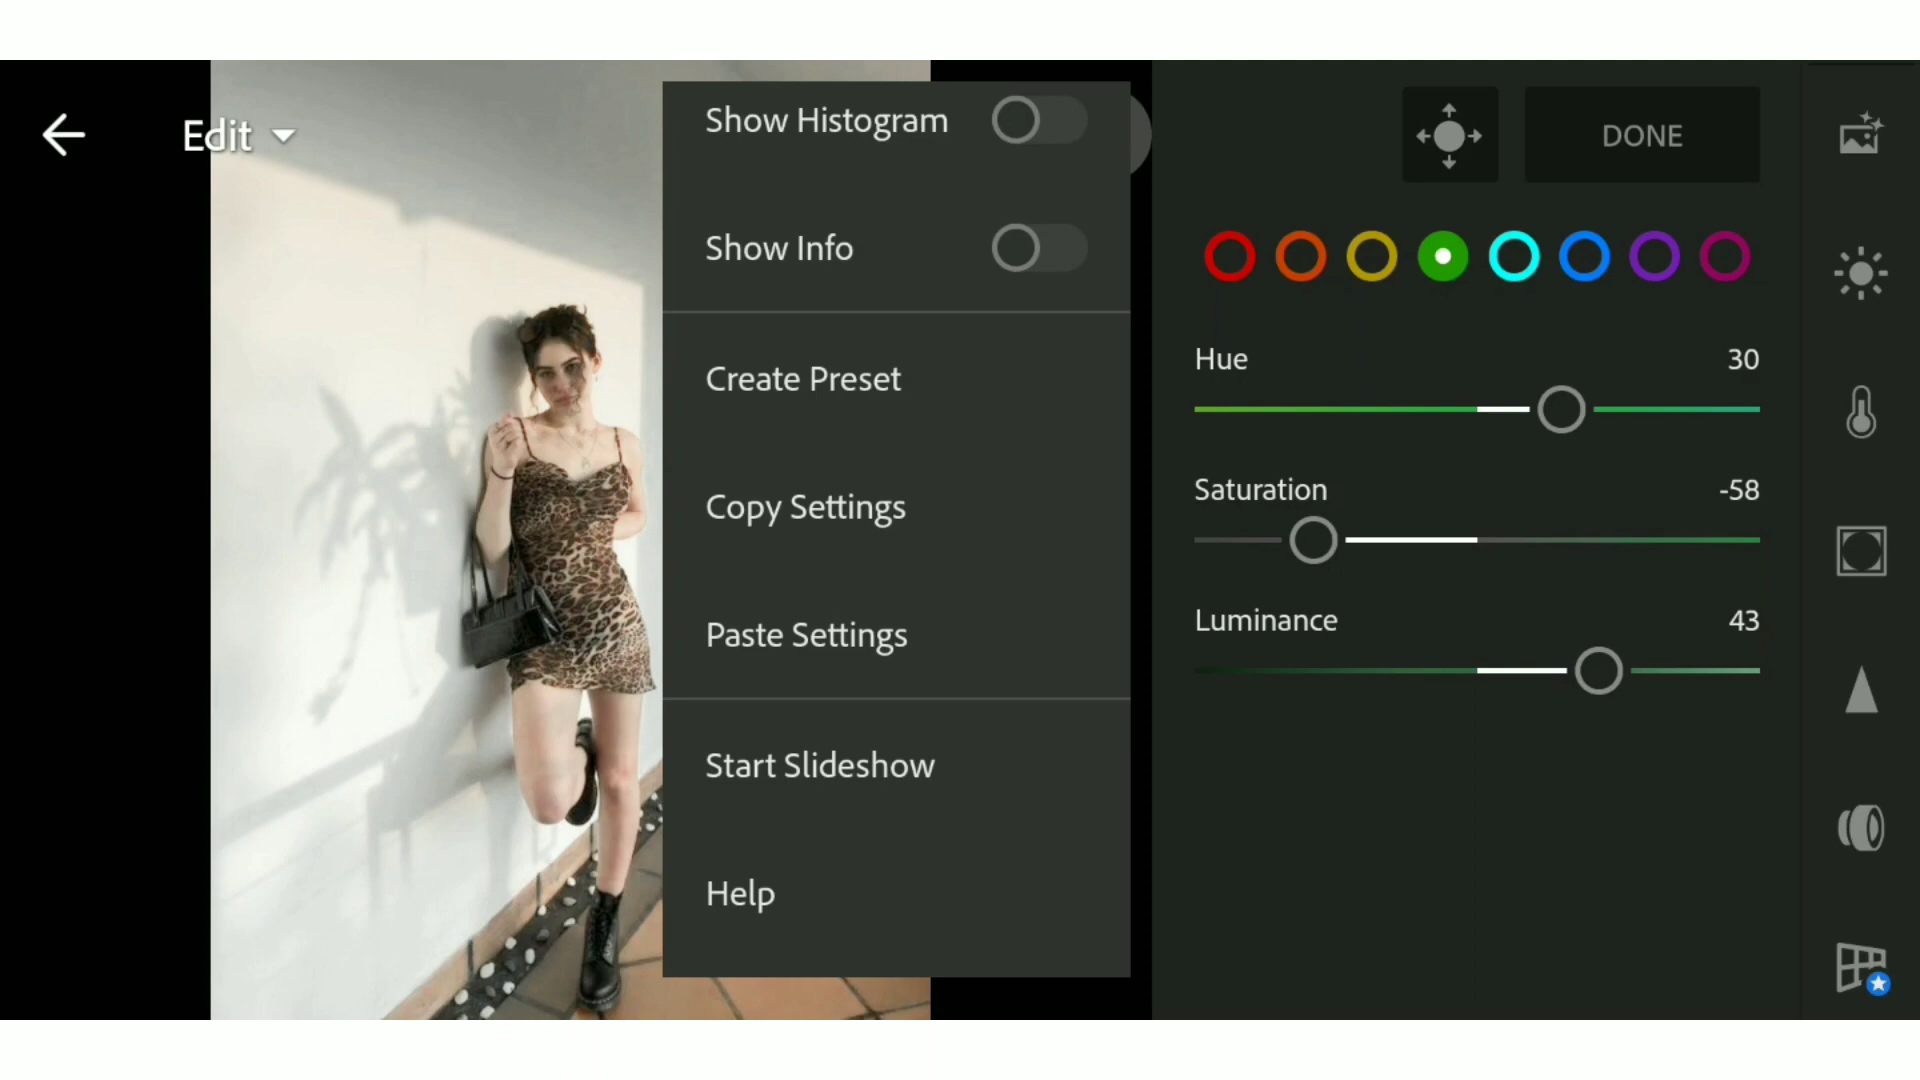 Edit
Show Histogram
Show Info
Create Preset
Copy Settings
Paste Settings
Start Slideshow
Help
DONE
Hue 30
Saturation -58
Luminance 43